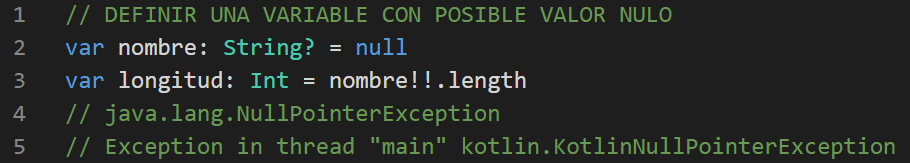 1 // DEFINIR UNA VARIABLE CON POSIBLE VALOR NULO
2 var nombre: String? = null
3 var longitud: Int = nombre!!.length
4 // java.lang.NullPointerException
5 // Exception in thread "main" kotlin.KotlinNullPointerException